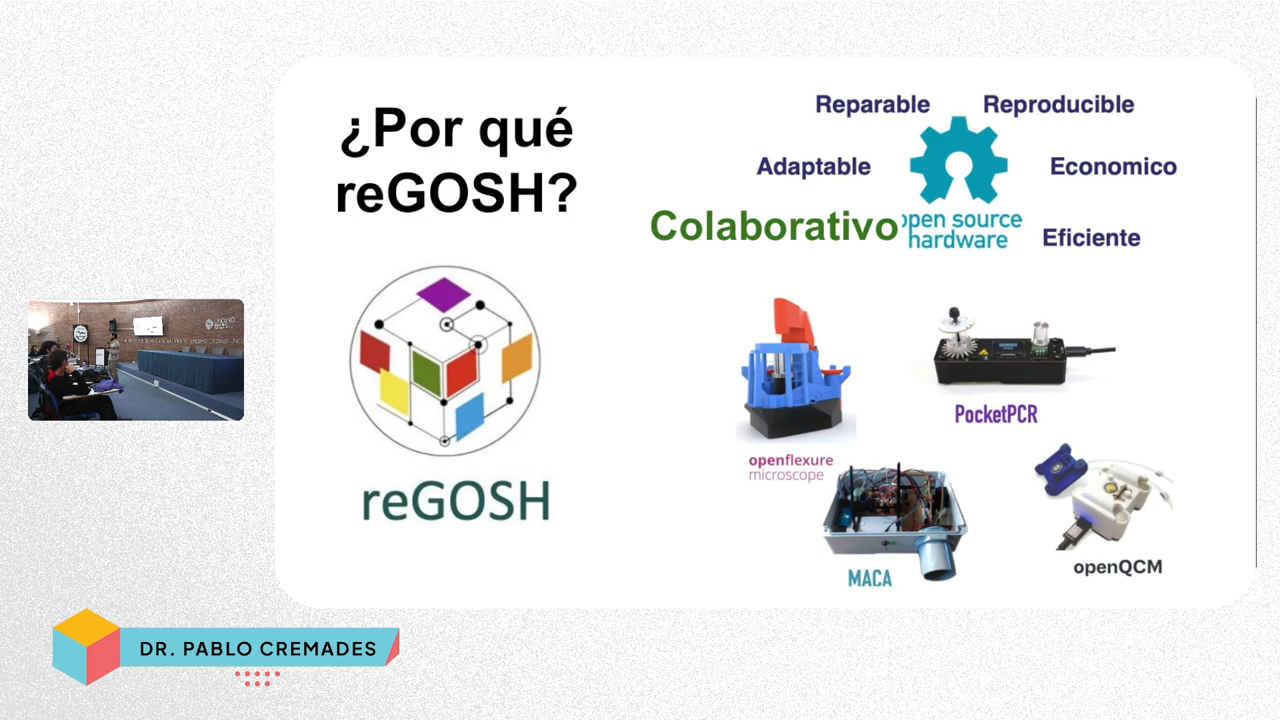 ¿Por qué
reGOSH?
reGOSH
Reparable
Reproducible
Adaptable
Economico
Colaborativo
open source
hardware
Eficiente
openflexure
microscope
PocketPCR
MACA
openQCM
DR. PABLO CREMADES